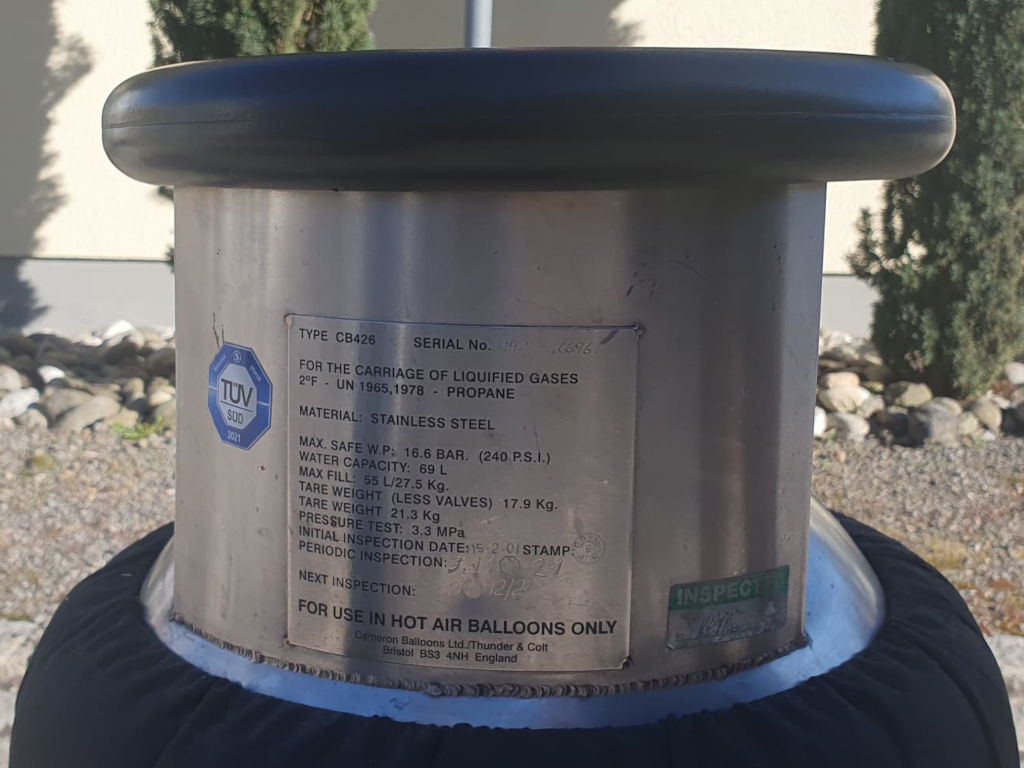 TYPE CB426 SERIAL No.
FOR THE CARRIAGE OF LIQUIFIED GASES
2°F - UN 1965,1978 - PROPANE
MATERIAL: STAINLESS STEEL
MAX. SAFE W.P: 16.6 BAR. (240 P.S.I.)
WATER CAPACITY: 69 L
MAX FILL: 55 L/27.5 Kg.
TARE WEIGHT (LESS VALVES) 17.9 Kg.
TARE WEIGHT 21.3 Kg
PRESSURE TEST: 3.3 MPa
INITIAL INSPECTION DATE: 15-2-01 STAMP:
PERIODIC INSPECTION:
NEXT INSPECTION:
FOR USE IN HOT AIR BALLOONS ONLY
Cameron Balloons Ltd./Thunder & Colt
Bristol BS3 4NH England
TÜV
SÜD
2021